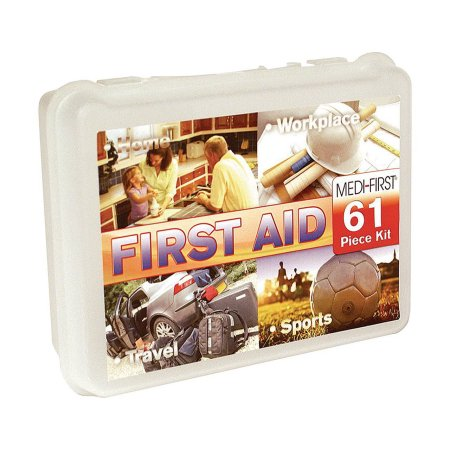 • Home
• Workplace
MEDI-FIRST®
61
Piece Kit
FIRST AID
• Travel
• Sports